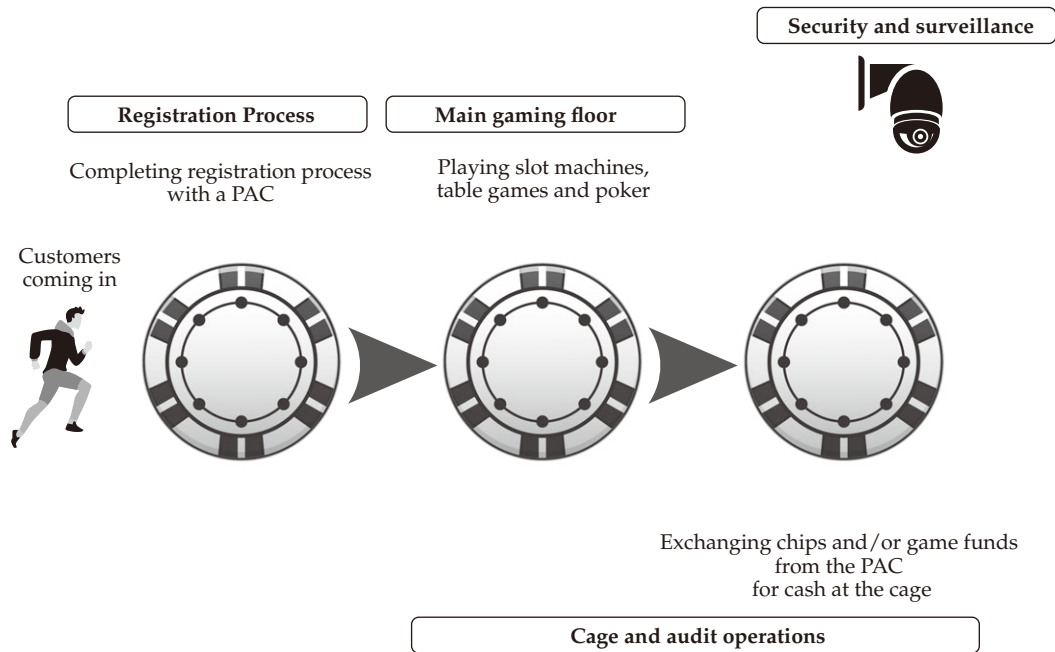 Security and surveillance
Registration Process
Main gaming floor
Completing registration process
with a PAC
Playing slot machines,
table games and poker
Customers
coming in
Exchanging chips and/or game funds
from the PAC
for cash at the cage
Cage and audit operations